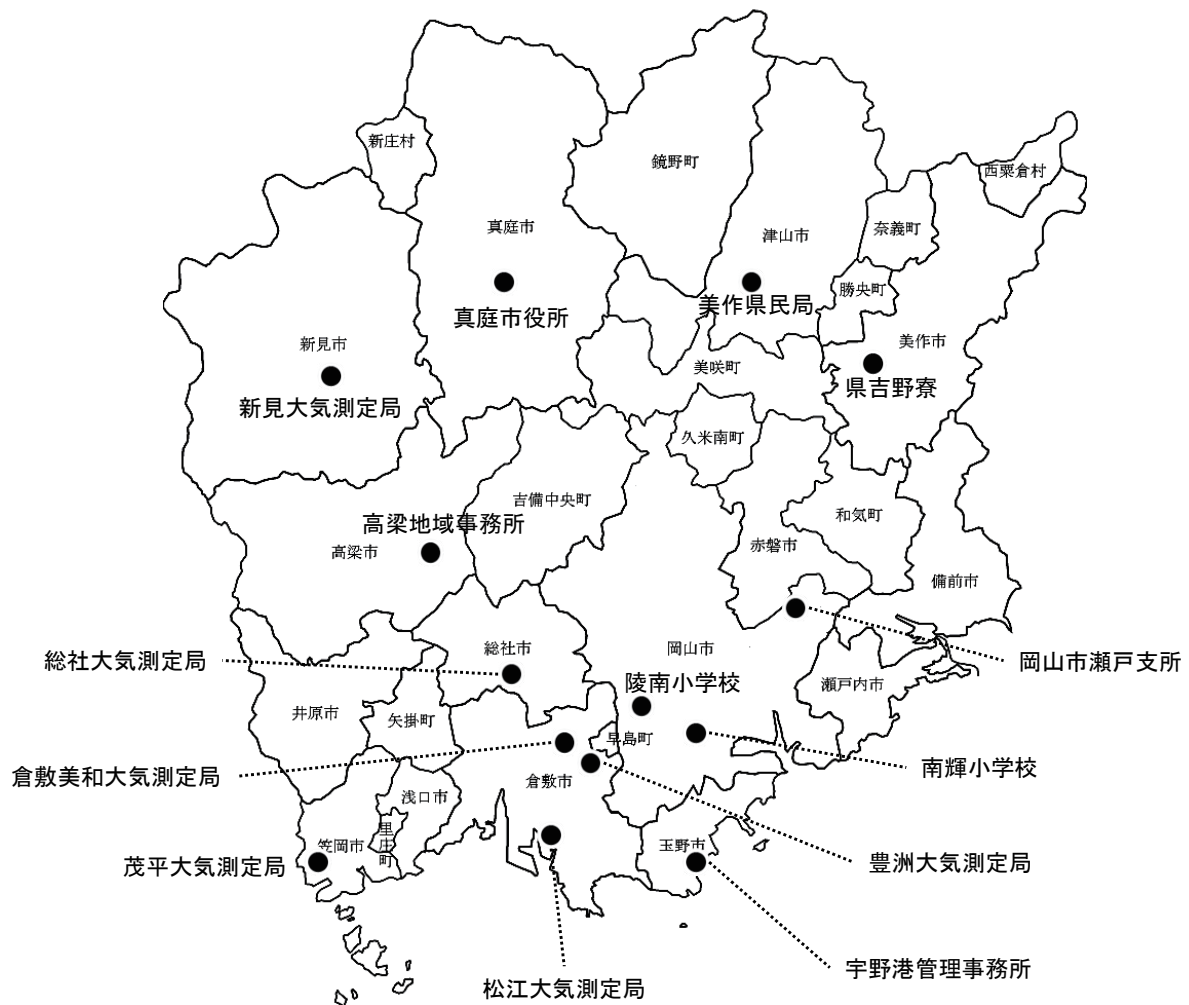 新庄村
鏡野町
西粟倉村
真庭市
津山市
奈義町
勝央町
美作県民局
真庭市役所
新見市
美作市
美咲町
県吉野寮
新見大気測定局
久米南町
吉備中央町
和気町
高梁地域事務所
高梁市
赤磐市
備前市
総社市
岡山市
総社大気測定局
岡山市瀬戸支所
陵南小学校
瀬戸内市
井原市
矢掛町
早島町
倉敷美和大気測定局
南輝小学校
倉敷市
浅口市
里庄町
笠岡市
玉野市
茂平大気測定局
豊洲大気測定局
宇野港管理事務所
松江大気測定局